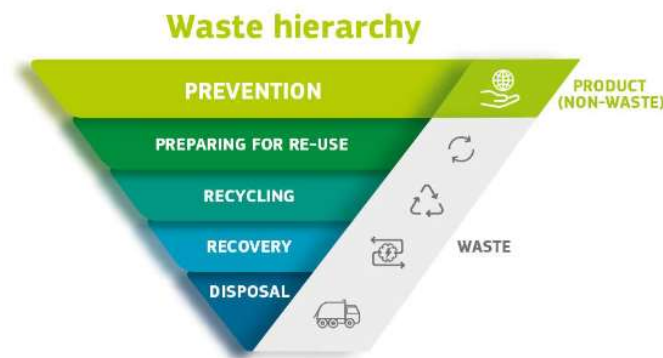 Waste hierarchy
PREVENTION
PRODUCT
(NON-WASTE)
PREPARING FOR RE-USE
RECYCLING
RECOVERY
WASTE
DISPOSAL